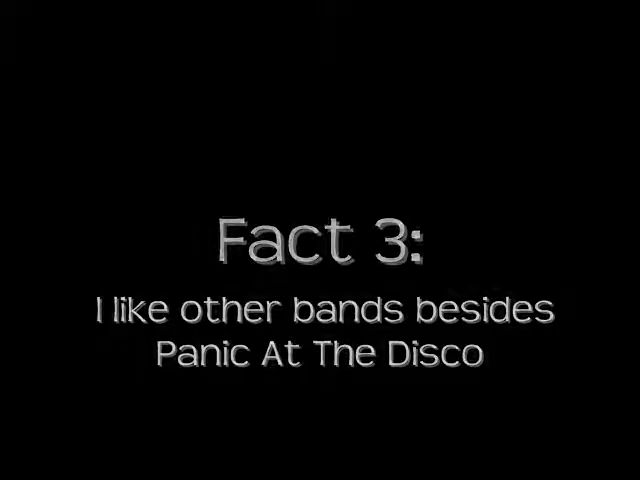 Fact 3:
I like other bands besides
Panic At The Disco